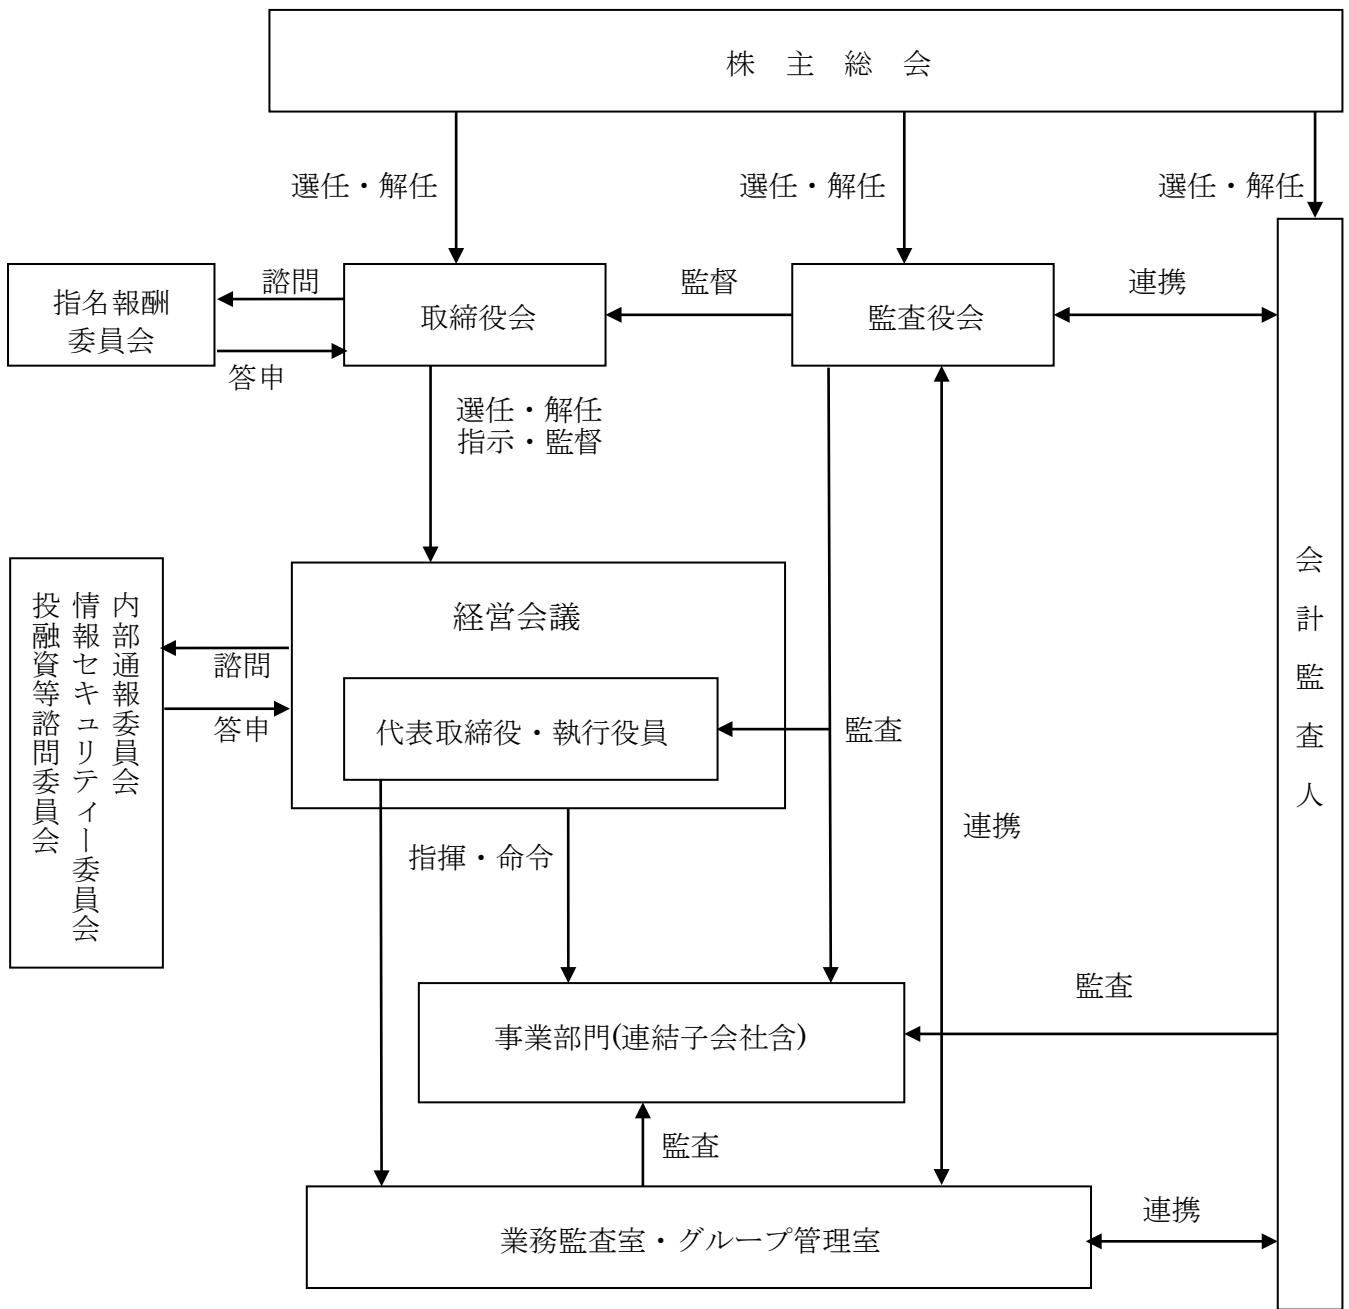 株　主　総　会
選任・解任
選任・解任
選任・解任
指名報酬
委員会
諮問
答申
取締役会
監督
監査役会
連携
選任・解任
指示・監督
内部通報委員会
情報セキュリティー委員会
投融資等諮問委員会
諮問
答申
経営会議
代表取締役・執行役員
監査
指揮・命令
連携
会計監査人
事業部門(連結子会社含)
監査
監査
業務監査室・グループ管理室
連携